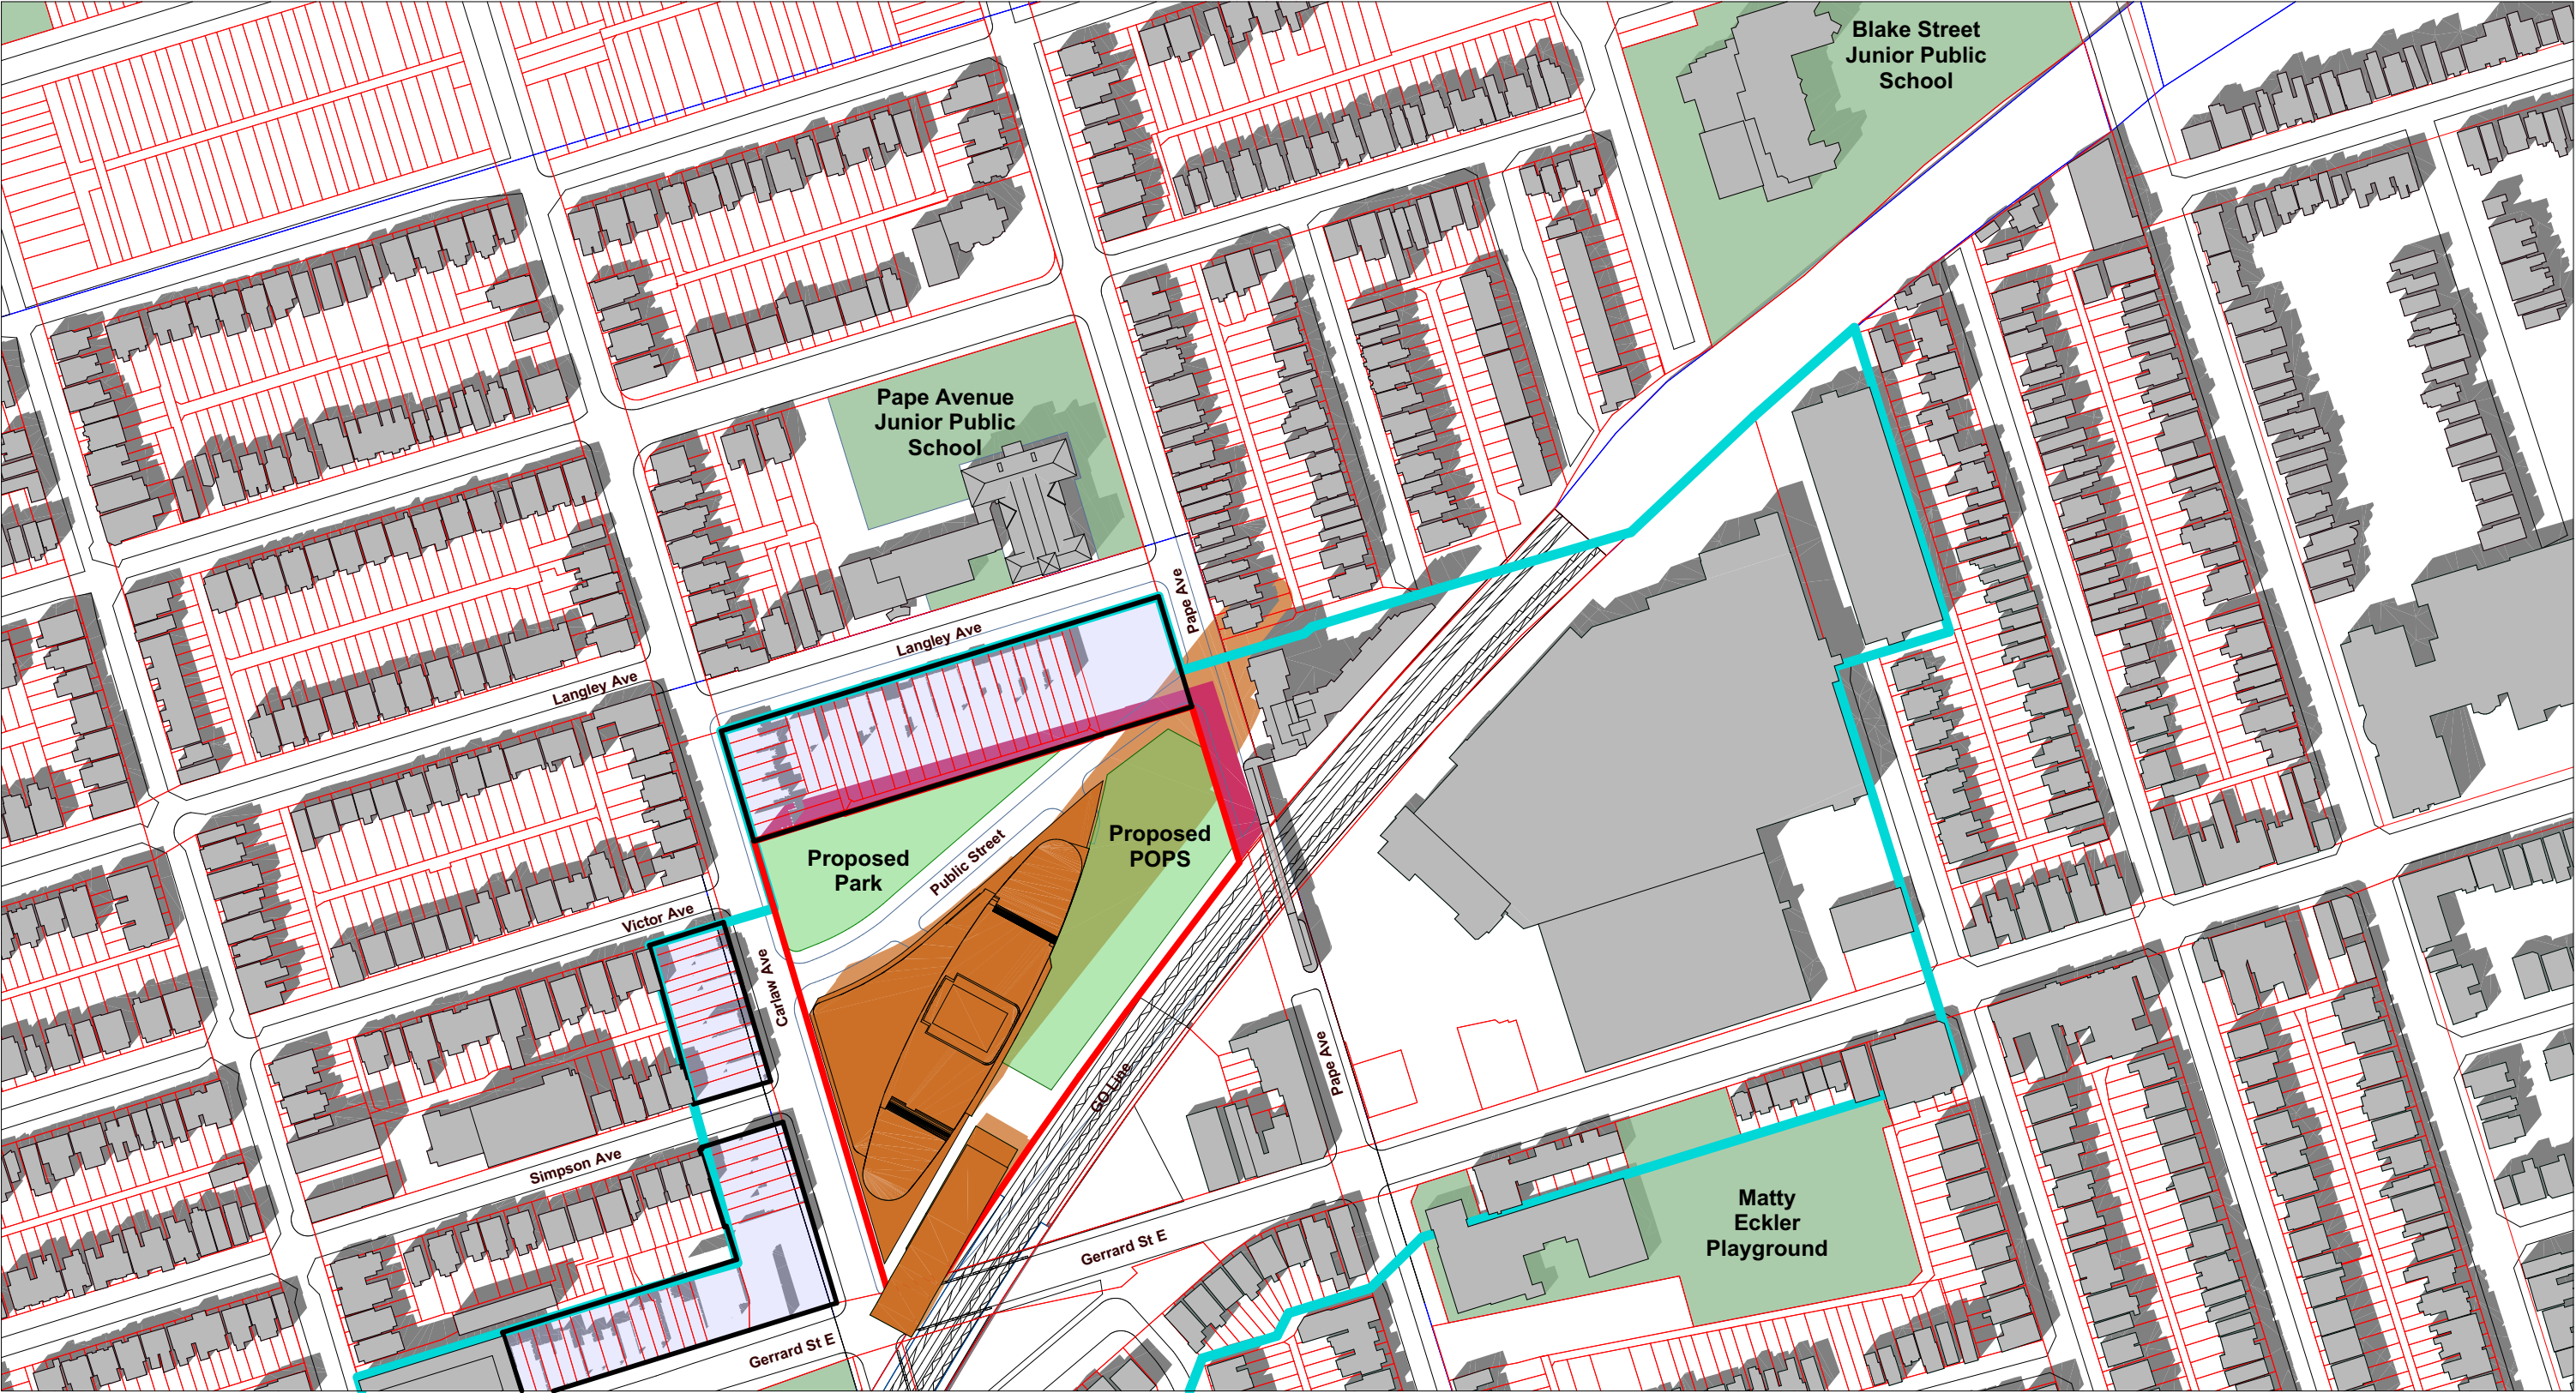 Blake Street
Junior Public
School
Pape Avenue
Junior Public
School
Pape Ave
Langley Ave
Langley Ave
Proposed
POPS
Proposed
Park
Public Street
Victor Ave
Carlaw Ave
GO Line
Pape Ave
Simpson Ave
Matty
Eckler
Playground
Gerrard St E
Gerrard St E